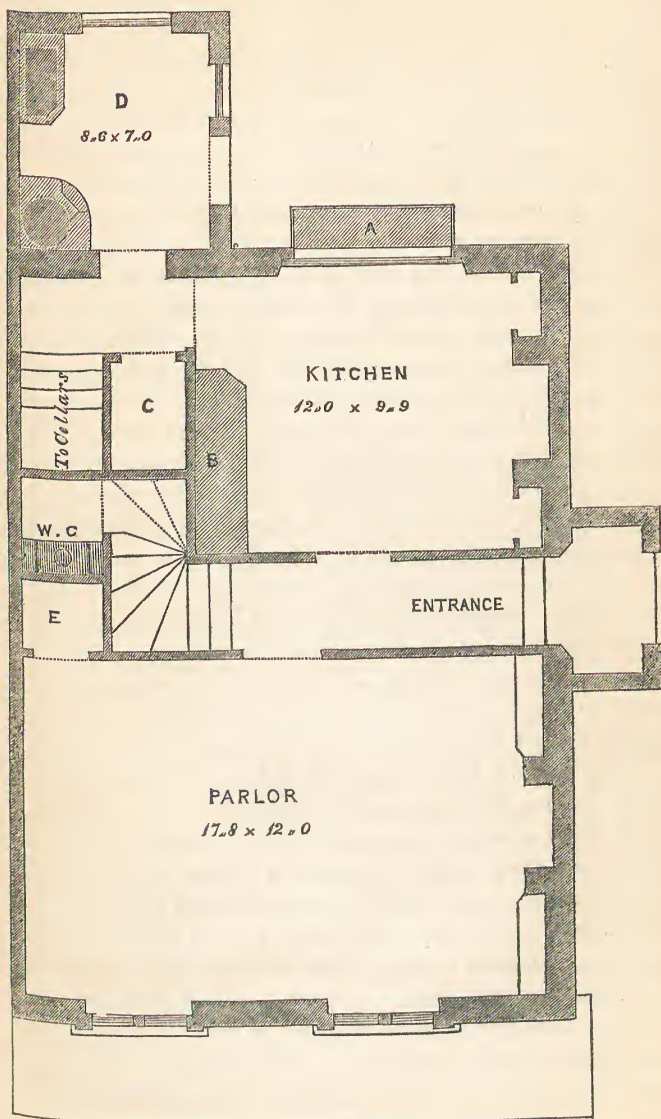 D
8„6 x 7„0
A
KITCHEN
12„0 x 9„9
To Cellars
C
B
W.C
E
ENTRANCE
PARLOR
17„8 x 12„0